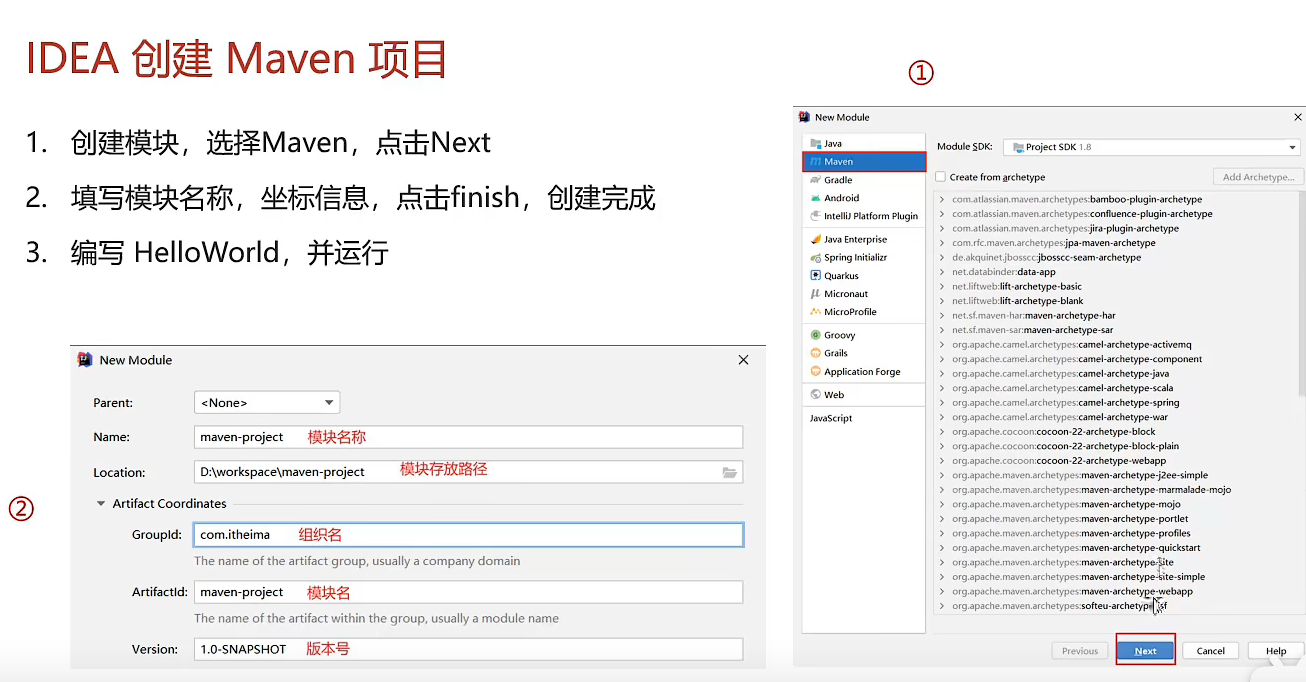 IDEA 创建 Maven 项目
1. 创建模块，选择Maven，点击Next
2. 填写模块名称，坐标信息，点击finish，创建完成
3. 编写 HelloWorld，并运行
①
New Module
Java
Maven
Gradle
Android
IntelliJ Platform Plugin
Java Enterprise
Spring Initializr
Quarkus
Micronaut
MicroProfile
Groovy
Grails
Application Forge
Web
JavaScript
Module SDK: Project SDK 1.8
Create from archetype Add Archetype...
com.atlassian.maven.archetypes:bamboo-plugin-archetype
com.atlassian.maven.archetypes:confluence-plugin-archetype
com.atlassian.maven.archetypes:jira-plugin-archetype
com.rfc.maven.archetypes:jpa-maven-archetype
de.akquinet.jbosscc:jbosscc-seam-archetype
net.databinder:data-app
net.liftweb:lift-archetype-basic
net.liftweb:lift-archetype-blank
net.sf.maven-har:maven-archetype-har
net.sf.maven-sar:maven-archetype-sar
org.apache.camel.archetypes:camel-archetype-activemq
org.apache.camel.archetypes:camel-archetype-component
org.apache.camel.archetypes:camel-archetype-java
org.apache.camel.archetypes:camel-archetype-scala
org.apache.camel.archetypes:camel-archetype-spring
org.apache.camel.archetypes:camel-archetype-war
org.apache.cocoon:cocoon-22-archetype-block
org.apache.cocoon:cocoon-22-archetype-block-plain
org.apache.cocoon:cocoon-22-archetype-webapp
org.apache.maven.archetypes:maven-archetype-j2ee-simple
org.apache.maven.archetypes:maven-archetype-marmalade-mojo
org.apache.maven.archetypes:maven-archetype-mojo
org.apache.maven.archetypes:maven-archetype-portlet
org.apache.maven.archetypes:maven-archetype-profiles
org.apache.maven.archetypes:maven-archetype-quickstart
org.apache.maven.archetypes:maven-archetype-site
org.apache.maven.archetypes:maven-archetype-site-simple
org.apache.maven.archetypes:maven-archetype-webapp
org.apache.maven.archetypes:
Previous Next Cancel Help
②
New Module
Parent: <None>
Name: maven-project 模块名称
Location: D:\workspace\maven-project 模块存放路径
Artifact Coordinates
GroupId: com.itheima 组织名
The name of the artifact group, usually a company domain
ArtifactId: maven-project 模块名
The name of the artifact within the group, usually a module name
Version: 1.0-SNAPSHOT 版本号